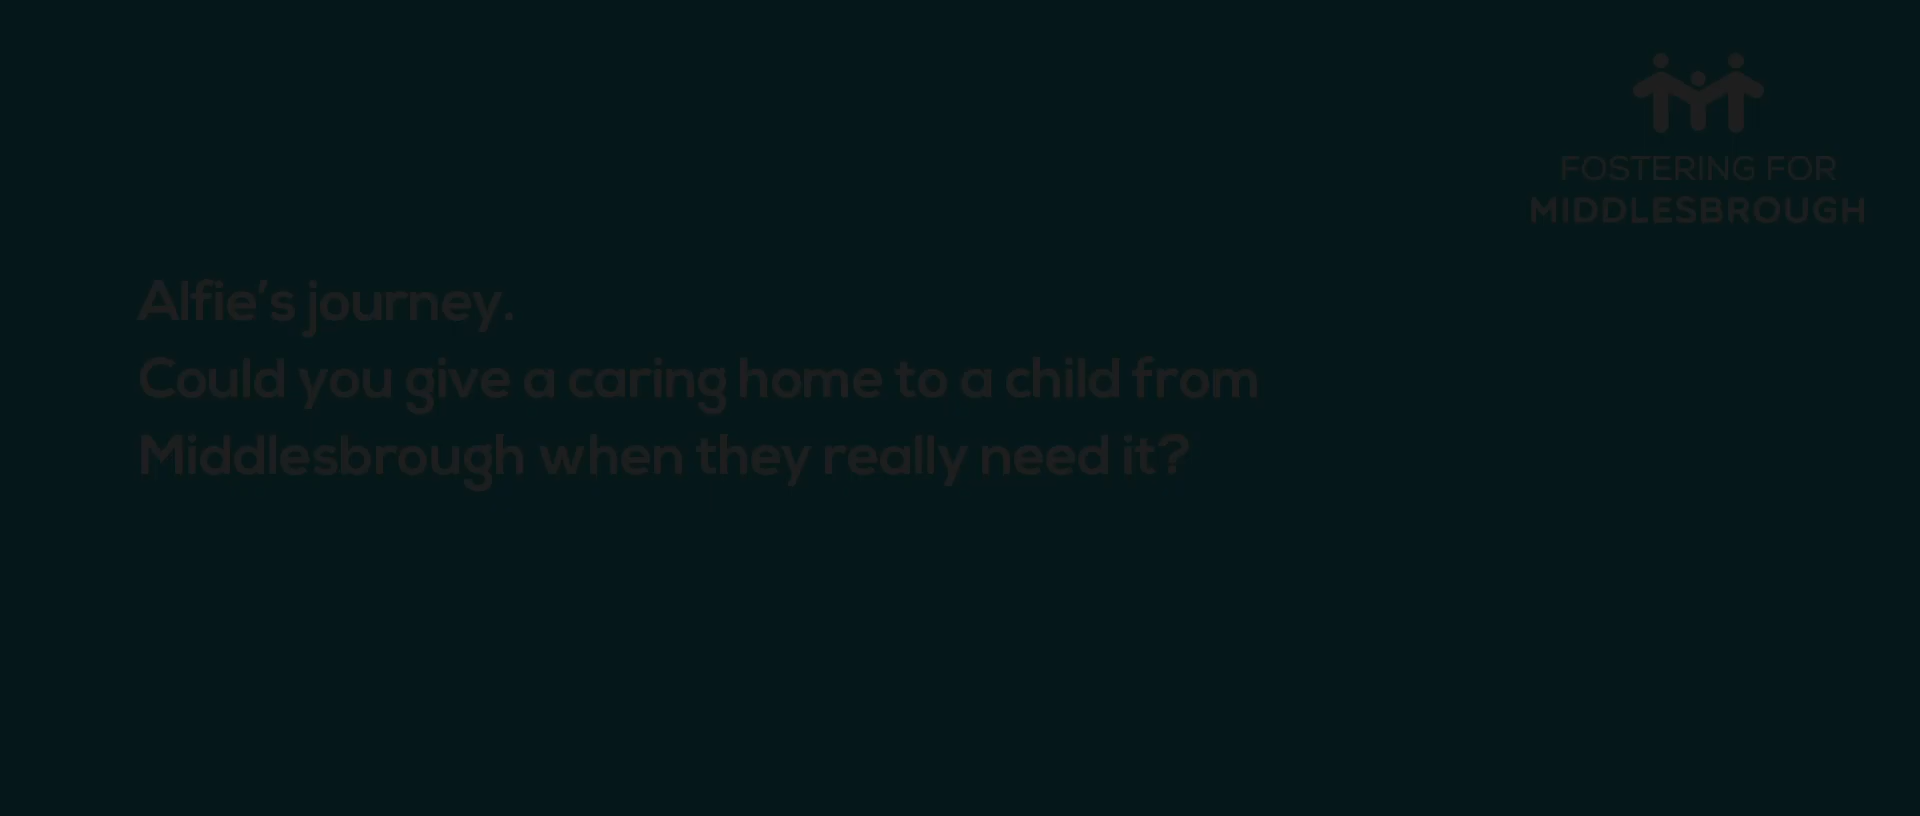 FOSTERING FOR
MIDDLESBROUGH
Alfie’s journey.
Could you give a caring home to a child from
Middlesbrough when they really need it?